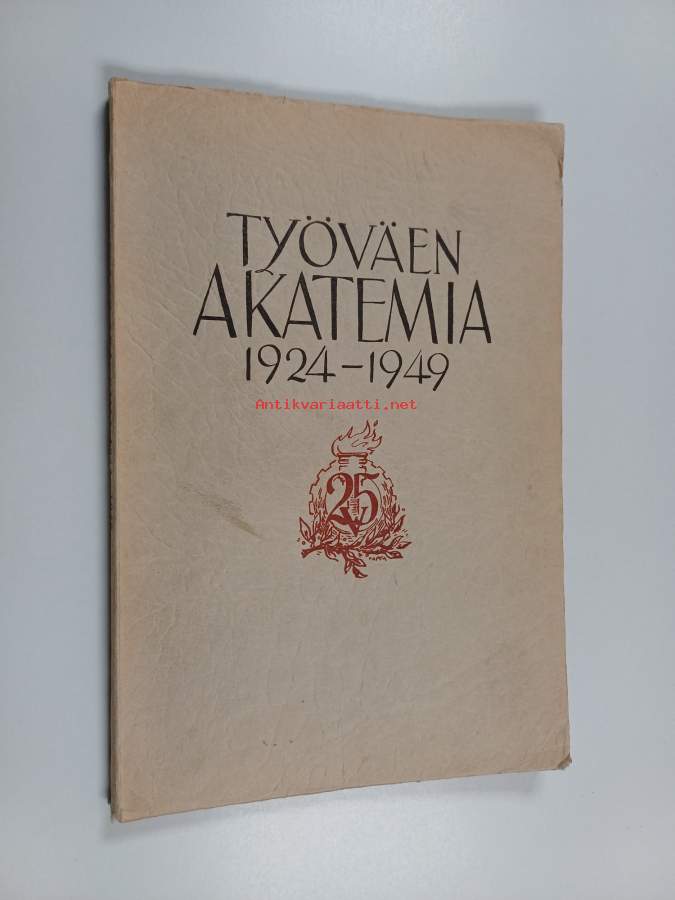 TYÖVÄEN
AKATEMIA
1924-1949
Antikvariaatti.net
25